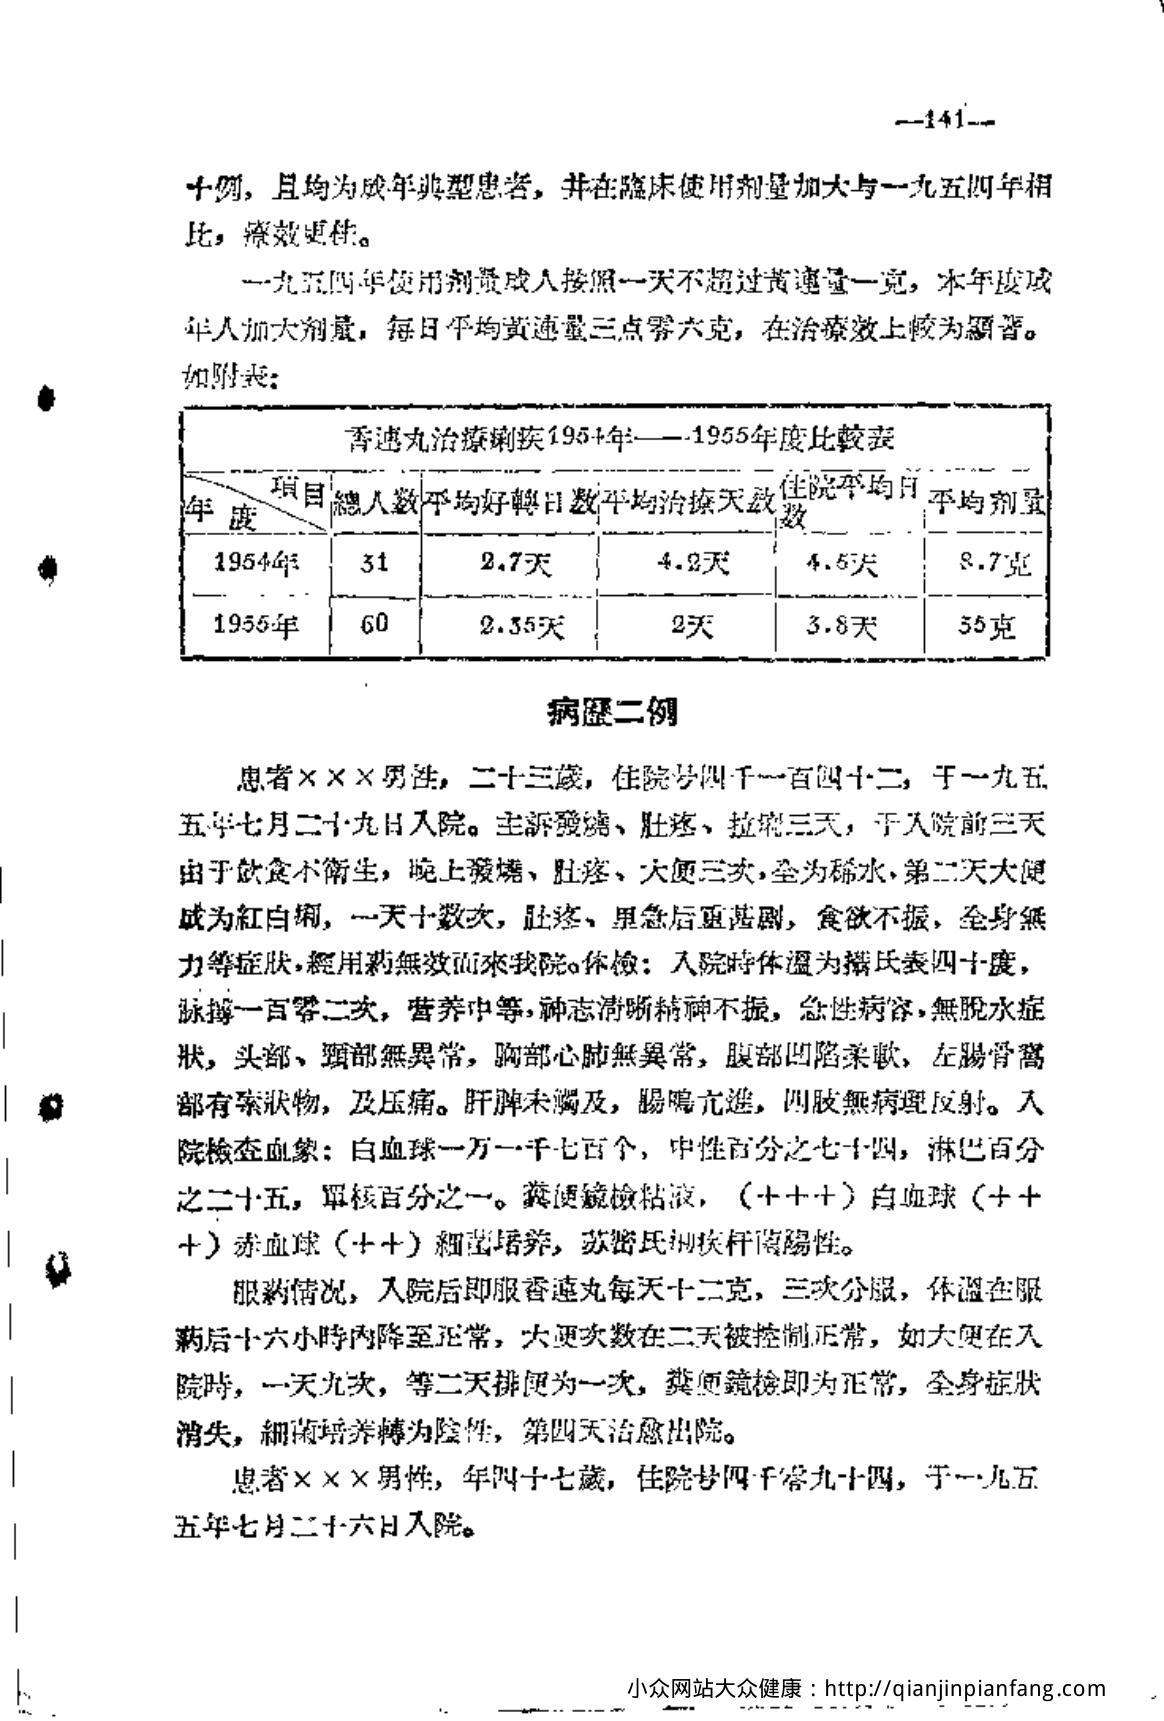 —141—
十例，且均为成年典型患者，并在臨床使用剂量加大与一九五四年相
比，療效更佳。
一九五四年使用剂量成人按照一天不超过黃連量一克，本年度成
年人加大剂量，每日平均黃連量三点零六克，在治療效上較为顯著。
如附表：
香連丸治療痢疾1954年——1955年度比較表
年度 項目 總人数 平均好轉日数 平均治療天数 住院平均日数 平均剂量
1954年 31 2.7天 4.2天 4.5天 8.7克
1955年 60 2.35天 2天 3.8天 35克
病歷二例
患者×××男性，二十三歲，住院廿四千一百四十二，于一九五
五年七月二十九日入院。主訴發燒、肚疼、拉痢三天，于入院前三天
由于飲食不衛生，晚上發燒、肚疼、大便三次，全为稀水，第二天大便
成为紅白痢，一天十数次，肚疼、里急后重甚剧，食欲不振、全身無
力等症狀，經用药無效而來我院。体檢：入院時体溫为攝氏表四十度，
脉搏一百零二次，营养中等，神志清晰精神不振，急性病容，無脫水症
狀，头部、頸部無異常，胸部心肺無異常，腹部凹陷柔軟，左腸骨窩
部有索狀物，及压痛。肝脾未觸及，腸鳴亢進，四肢無病理反射。入
院檢查血象：白血球一万一千七百个，中性百分之七十四，淋巴百分
之二十五，單核百分之一。糞便鏡檢粘液，（+++）白血球（++
+）赤血球（++）細菌培养，苏密氏痢疾杆菌陽性。
服药情况，入院后即服香連丸每天十二克，三次分服，体溫在服
药后十六小時內降至正常，大便次数在二天被控制正常，如大便在入
院時，一天九次，等二天排便为一次，糞便鏡檢即为正常，全身症狀
消失，細菌培养轉为陰性，第四天治愈出院。
患者×××男性，年四十七歲，住院廿四千零九十四，于一九五
五年七月二十六日入院。
小众网站大众健康：http://qianjinpianfang.com